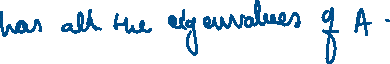 has all the eigenvalues of A.